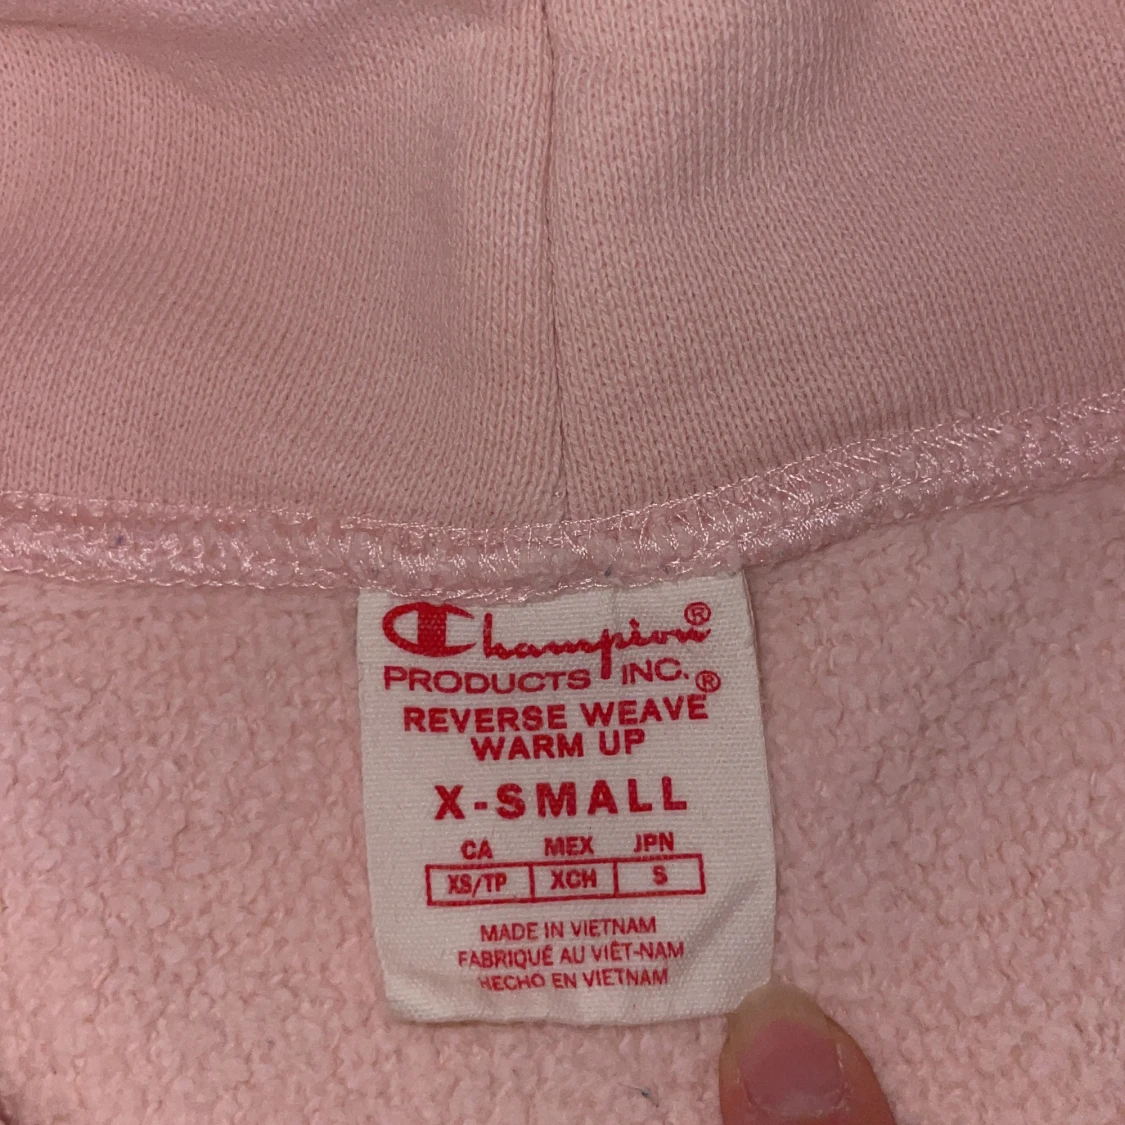 Champion®
PRODUCTS INC.
REVERSE WEAVE®
WARM UP
X-SMALL
CA MEX JPN
XS/TP XCH S
MADE IN VIETNAM
FABRIQUÉ AU VIÊT-NAM
HECHO EN VIETNAM